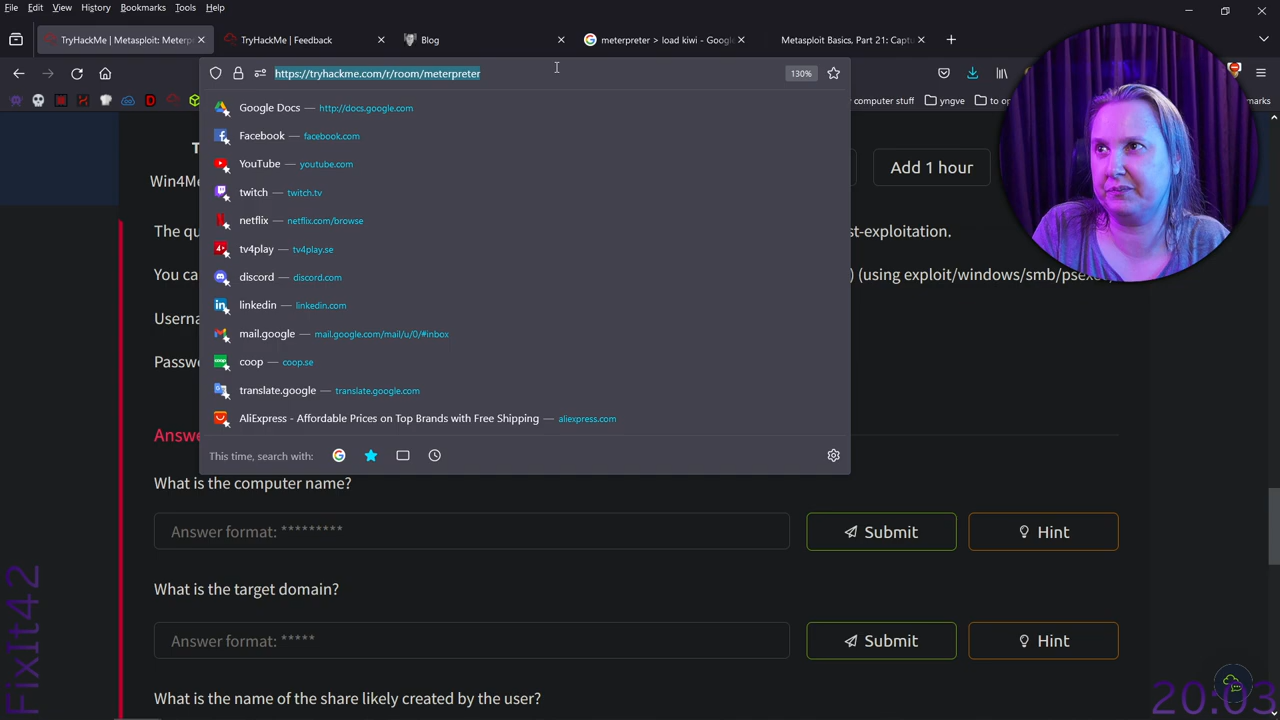 File Edit View History Bookmarks Tools Help
TryHackMe | Metasploit: Meterp
TryHackMe | Feedback
Blog
meterpreter > load kiwi - Googl
Metasploit Basics, Part 21: Captu
https://tryhackme.com/r/room/meterpreter
130%
Google Docs — http://docs.google.com
computer stuff
yngve
to op
marks
Facebook — facebook.com
YouTube — youtube.com
Add 1 hour
Win4Me
twitch — twitch.tv
netflix — netflix.com/browse
The qu
st-exploitation.
tv4play — tv4play.se
discord — discord.com
You ca
) (using exploit/windows/smb/psexec
linkedin — linkedin.com
Userna
mail.google — mail.google.com/mail/u/0/#inbox
coop — coop.se
Passwo
translate.google — translate.google.com
AliExpress - Affordable Prices on Top Brands with Free Shipping — aliexpress.com
Answe
This time, search with:
What is the computer name?
Answer format: *********
Submit
Hint
What is the target domain?
Answer format: *****
Submit
Hint
What is the name of the share likely created by the user?
FixIt42
20:03